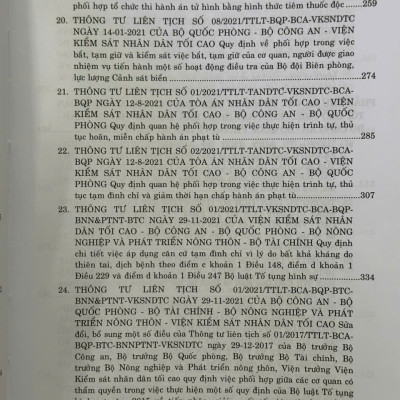 phối hợp tổ chức thi hành án tử hình bằng hình thức tiêm thuốc độc......259
20. THÔNG TƯ LIÊN TỊCH SỐ 08/2021/TTLT-BQP-BCA-VKSNDTC
NGÀY 14-01-2021 CỦA BỘ QUỐC PHÒNG - BỘ CÔNG AN - VIỆN
KIỂM SÁT NHÂN DÂN TỐI CAO Quy định về phối hợp trong việc
bắt, tạm giữ và kiểm sát việc bắt, tạm giữ của cơ quan, người được giao
nhiệm vụ tiến hành một số hoạt động điều tra của Bộ đội Biên phòng,
lực lượng Cảnh sát biển......274
21. THÔNG TƯ LIÊN TỊCH SỐ 01/2021/TTLT-TANDTC-VKSNDTC-BCA-
BQP NGÀY 12-8-2021 CỦA TÒA ÁN NHÂN DÂN TỐI CAO - VIỆN
KIỂM SÁT NHÂN DÂN TỐI CAO - BỘ CÔNG AN - BỘ QUỐC
PHÒNG Quy định quan hệ phối hợp trong việc thực hiện trình tự, thủ
tục hoãn, miễn chấp hành án phạt tù......285
22. THÔNG TƯ LIÊN TỊCH SỐ 02/2021/TTLT-TANDTC-VKSNDTC-BCA-
BQP NGÀY 12-8-2021 CỦA TÒA ÁN NHÂN DÂN TỐI CAO - VIỆN
KIỂM SÁT NHÂN DÂN TỐI CAO - BỘ CÔNG AN - BỘ QUỐC
PHÒNG Quy định quan hệ phối hợp trong việc thực hiện trình tự, thủ
tục tạm đình chỉ và giảm thời hạn chấp hành án phạt tù......307
23. THÔNG TƯ LIÊN TỊCH SỐ 01/2021/TTLT-VKSNDTC-BCA-BQP-
BNN&PTNT-BTC NGÀY 29-11-2021 CỦA VIỆN KIỂM SÁT NHÂN
DÂN TỐI CAO - BỘ CÔNG AN - BỘ QUỐC PHÒNG - BỘ NÔNG
NGHIỆP VÀ PHÁT TRIỂN NÔNG THÔN - BỘ TÀI CHÍNH Quy định
chi tiết việc áp dụng căn cứ tạm đình chỉ vì lý do bất khả kháng do
thiên tai, dịch bệnh theo điểm c khoản 1 Điều 148, điểm d khoản 1
Điều 229 và điểm d khoản 1 Điều 247 Bộ luật Tố tụng hình sự......334
24. THÔNG TƯ LIÊN TỊCH SỐ 01/2021/TTLT-BCA-BQP-BTC-
BNN&PTNT-VKSNDTC NGÀY 29-11-2021 CỦA BỘ CÔNG AN - BỘ
QUỐC PHÒNG - BỘ TÀI CHÍNH - BỘ NÔNG NGHIỆP VÀ PHÁT
TRIỂN NÔNG THÔN - VIỆN KIỂM SÁT NHÂN DÂN TỐI CAO Sửa
đổi, bổ sung một số điều của Thông tư liên tịch số 01/2017/TTLT-BCA-
BQP-BTC-BNNPTNT-VKSNDTC ngày 29-12-2017 của Bộ trưởng Bộ
Công an, Bộ trưởng Bộ Quốc phòng, Bộ trưởng Bộ Tài chính, Bộ
trưởng Bộ Nông nghiệp và Phát triển nông thôn, Viện trưởng Viện
Kiểm sát nhân dân tối cao quy định việc phối hợp giữa các cơ quan có
thẩm quyền trong việc thực hiện một số điều của Bộ luật Tố tụng